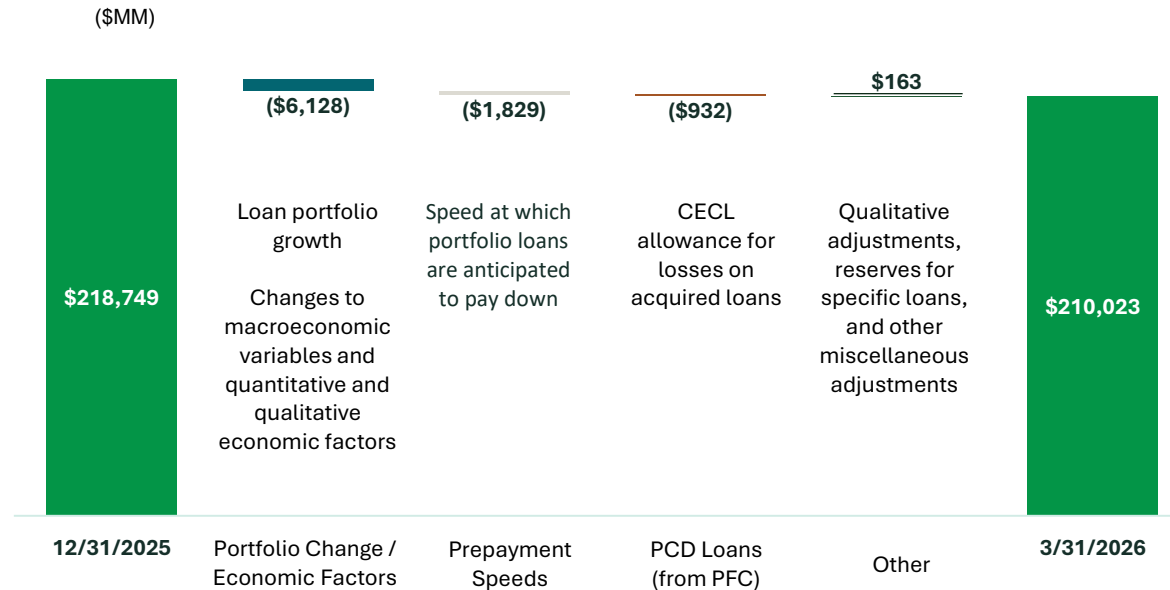 ($MM)
$163
($6,128)
($1,829)
($932)
Loan portfolio
growth
Changes to
macroeconomic
variables and
quantitative and
qualitative
economic factors
Speed at which
portfolio loans
are anticipated
to pay down
CECL
allowance for
losses on
acquired loans
Qualitative
adjustments,
reserves for
specific loans,
and other
miscellaneous
adjustments
$218,749
$210,023
12/31/2025
Portfolio Change /
Economic Factors
Prepayment
Speeds
PCD Loans
(from PFC)
Other
3/31/2026